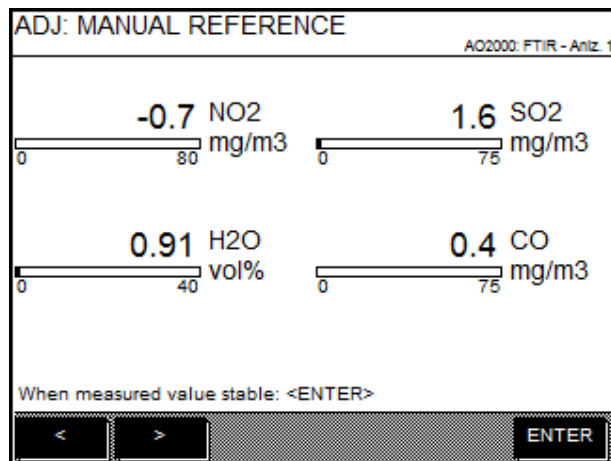 ADJ: MANUAL REFERENCE
AO2000: FTIR - Anlz. 1
-0.7 NO2
mg/m3
0 80
1.6 SO2
mg/m3
0 75
0.91 H2O
vol%
0 40
0.4 CO
mg/m3
0 75
When measured value stable: <ENTER>
< > ENTER